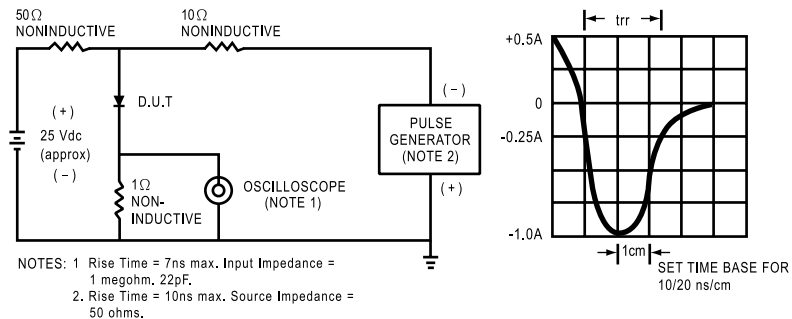 50Ω
NONINDUCTIVE
10Ω
NONINDUCTIVE
(+)
25 Vdc
(approx)
(−)
D.U.T
1Ω
NON-
INDUCTIVE
OSCILLOSCOPE
(NOTE 1)
(−)
PULSE
GENERATOR
(NOTE 2)
(+)
NOTES: 1 Rise Time = 7ns max. Input Impedance =
1 megohm. 22pF.
2. Rise Time = 10ns max. Source Impedance =
50 ohms.
trr
+0.5A
0
-0.25A
-1.0A
1cm
SET TIME BASE FOR
10/20 ns/cm